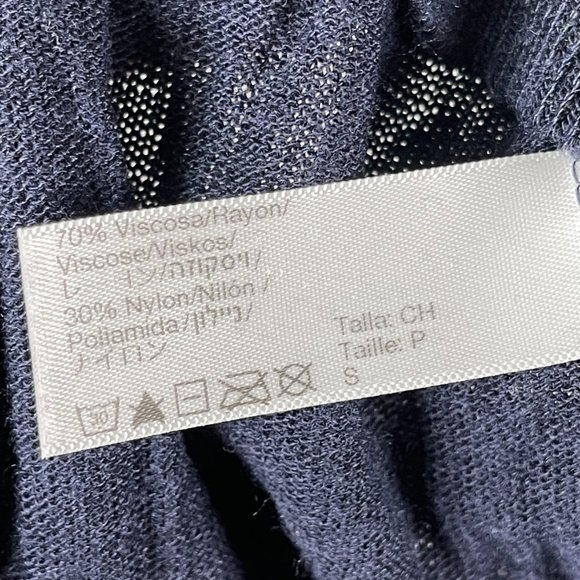 70% Viscosa/Rayon/
Viscose/Viskos/
レーヨン/ויסקוזה/
30% Nylon/Nilón/
Poliamida/ניילון/
ナイロン
Talla: CH
Taille: P
S
30